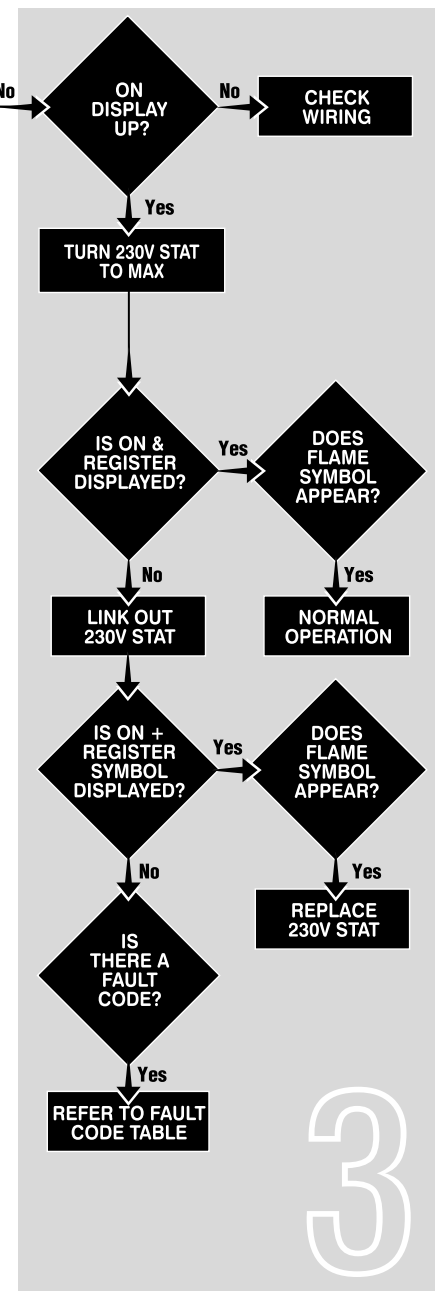 No
ON
DISPLAY
UP?
No
CHECK
WIRING
Yes
TURN 230V STAT
TO MAX
IS ON &
REGISTER
DISPLAYED?
Yes
DOES
FLAME
SYMBOL
APPEAR?
No
Yes
LINK OUT
230V STAT
NORMAL
OPERATION
IS ON +
REGISTER
SYMBOL
DISPLAYED?
Yes
DOES
FLAME
SYMBOL
APPEAR?
No
Yes
REPLACE
230V STAT
IS
THERE A
FAULT
CODE?
Yes
REFER TO FAULT
CODE TABLE
3